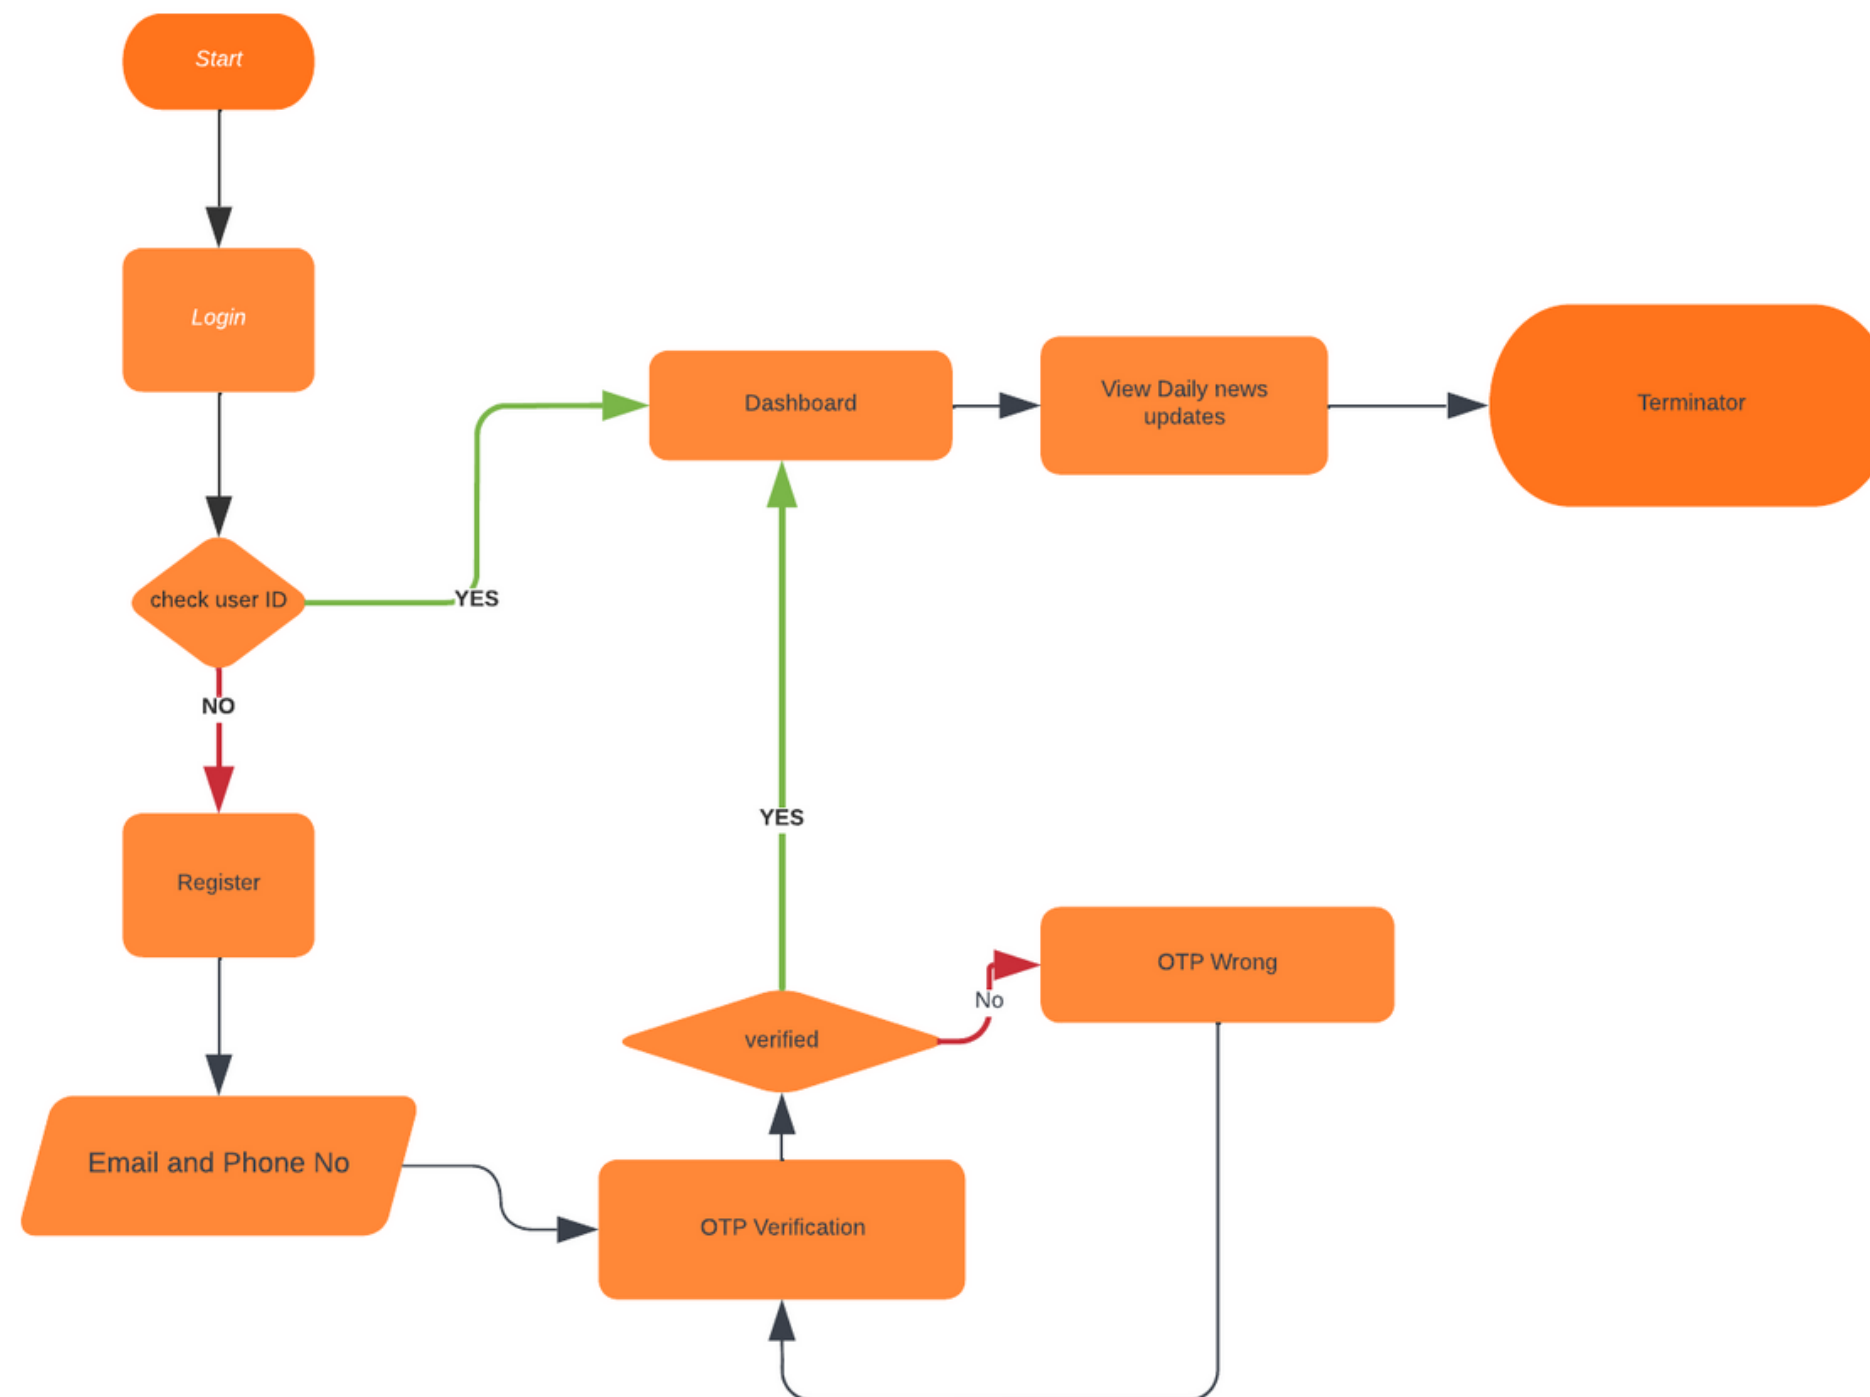 Start
Login
check user ID
YES
NO
Register
Email and Phone No
OTP Verification
verified
YES
No
OTP Wrong
Dashboard
View Daily news
updates
Terminator